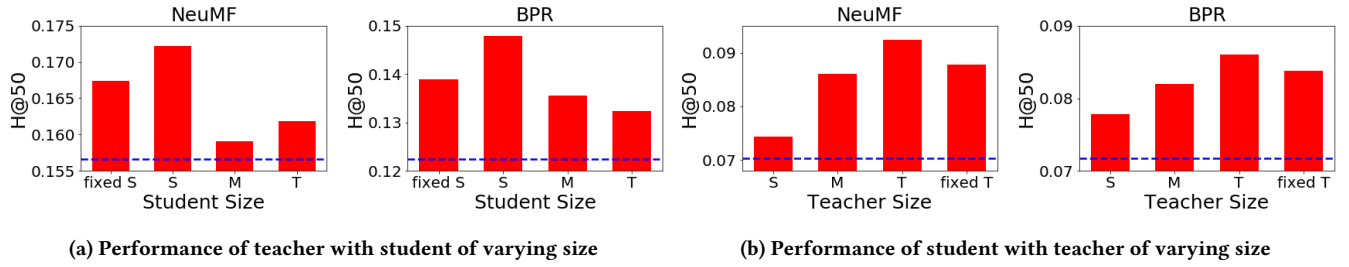 NeuMF
H@50
0.175
0.170
0.165
0.160
0.155
fixed S S M T
Student Size
BPR
H@50
0.15
0.14
0.13
0.12
fixed S S M T
Student Size
(a) Performance of teacher with student of varying size
NeuMF
H@50
0.09
0.08
0.07
S M T fixed T
Teacher Size
BPR
H@50
0.09
0.08
0.07
S M T fixed T
Teacher Size
(b) Performance of student with teacher of varying size